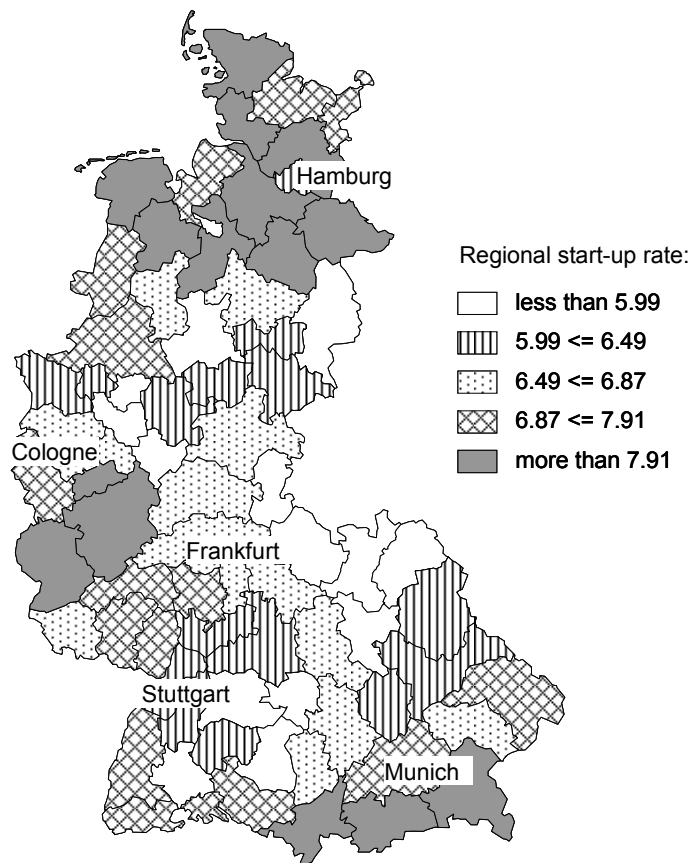 Hamburg
Regional start-up rate:
less than 5.99
5.99 <= 6.49
6.49 <= 6.87
6.87 <= 7.91
more than 7.91
Cologne
Frankfurt
Stuttgart
Munich